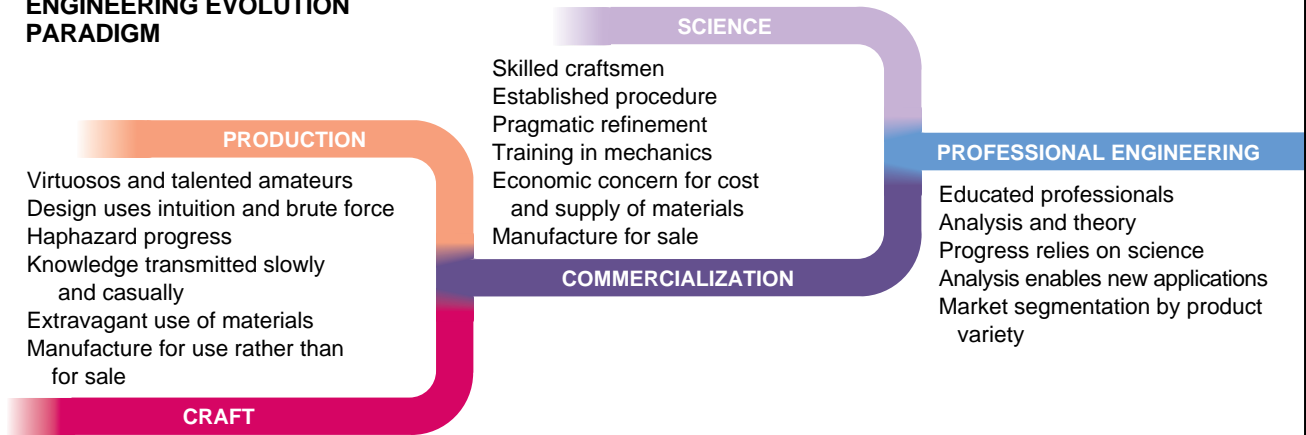 ENGINEERING EVOLUTION
PARADIGM
PRODUCTION
Virtuosos and talented amateurs
Design uses intuition and brute force
Haphazard progress
Knowledge transmitted slowly
and casually
Extravagant use of materials
Manufacture for use rather than
for sale
CRAFT
SCIENCE
Skilled craftsmen
Established procedure
Pragmatic refinement
Training in mechanics
Economic concern for cost
and supply of materials
Manufacture for sale
COMMERCIALIZATION
PROFESSIONAL ENGINEERING
Educated professionals
Analysis and theory
Progress relies on science
Analysis enables new applications
Market segmentation by product
variety